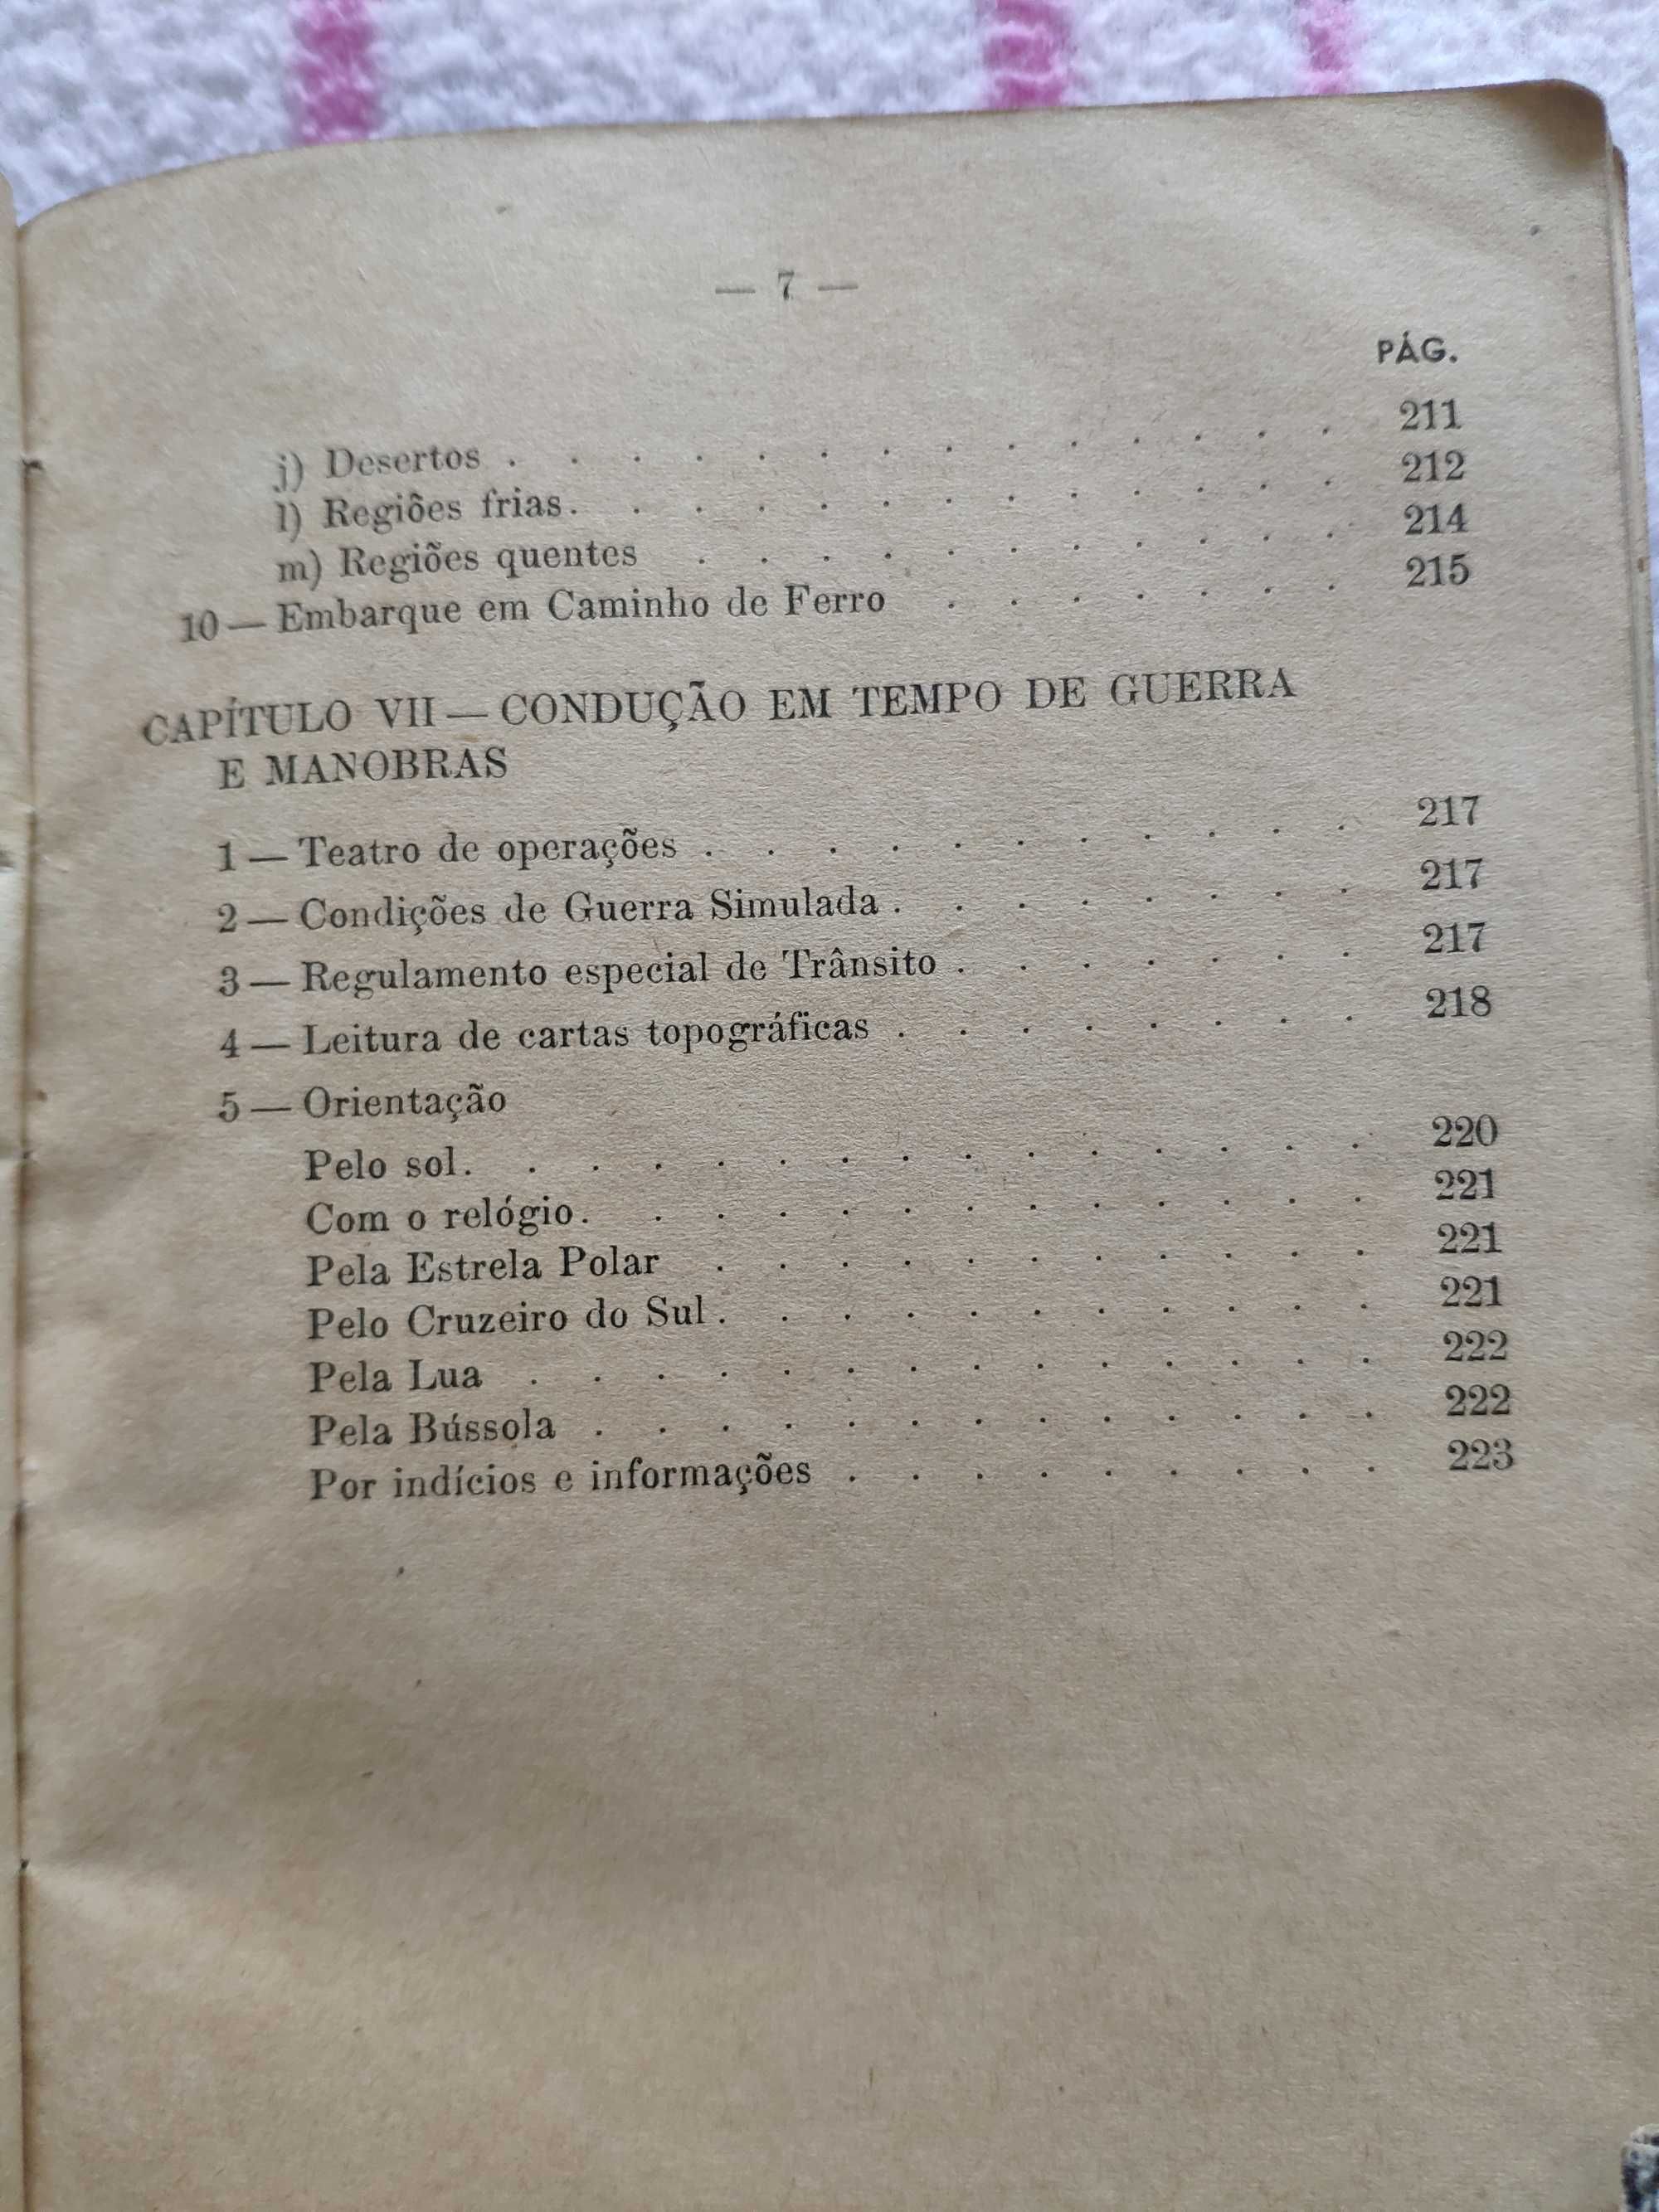 — 7 —
PÁG.
j) Desertos . . . . . . . . . . . . . . 211
l) Regiões frias. . . . . . . . . . . . . 212
m) Regiões quentes . . . . . . . . . . . 214
10 — Embarque em Caminho de Ferro . . . . . . . 215
CAPÍTULO VII — CONDUÇÃO EM TEMPO DE GUERRA
E MANOBRAS
1 — Teatro de operações . . . . . . . . . . . 217
2 — Condições de Guerra Simulada . . . . . . . . 217
3 — Regulamento especial de Trânsito . . . . . . . 217
4 — Leitura de cartas topográficas . . . . . . . . 218
5 — Orientação
Pelo sol. . . . . . . . . . . . . . . 220
Com o relógio. . . . . . . . . . . . . 221
Pela Estrela Polar . . . . . . . . . . . 221
Pelo Cruzeiro do Sul . . . . . . . . . . . 221
Pela Lua . . . . . . . . . . . . . . 222
Pela Bússola . . . . . . . . . . . . . 222
Por indícios e informações . . . . . . . . . 223